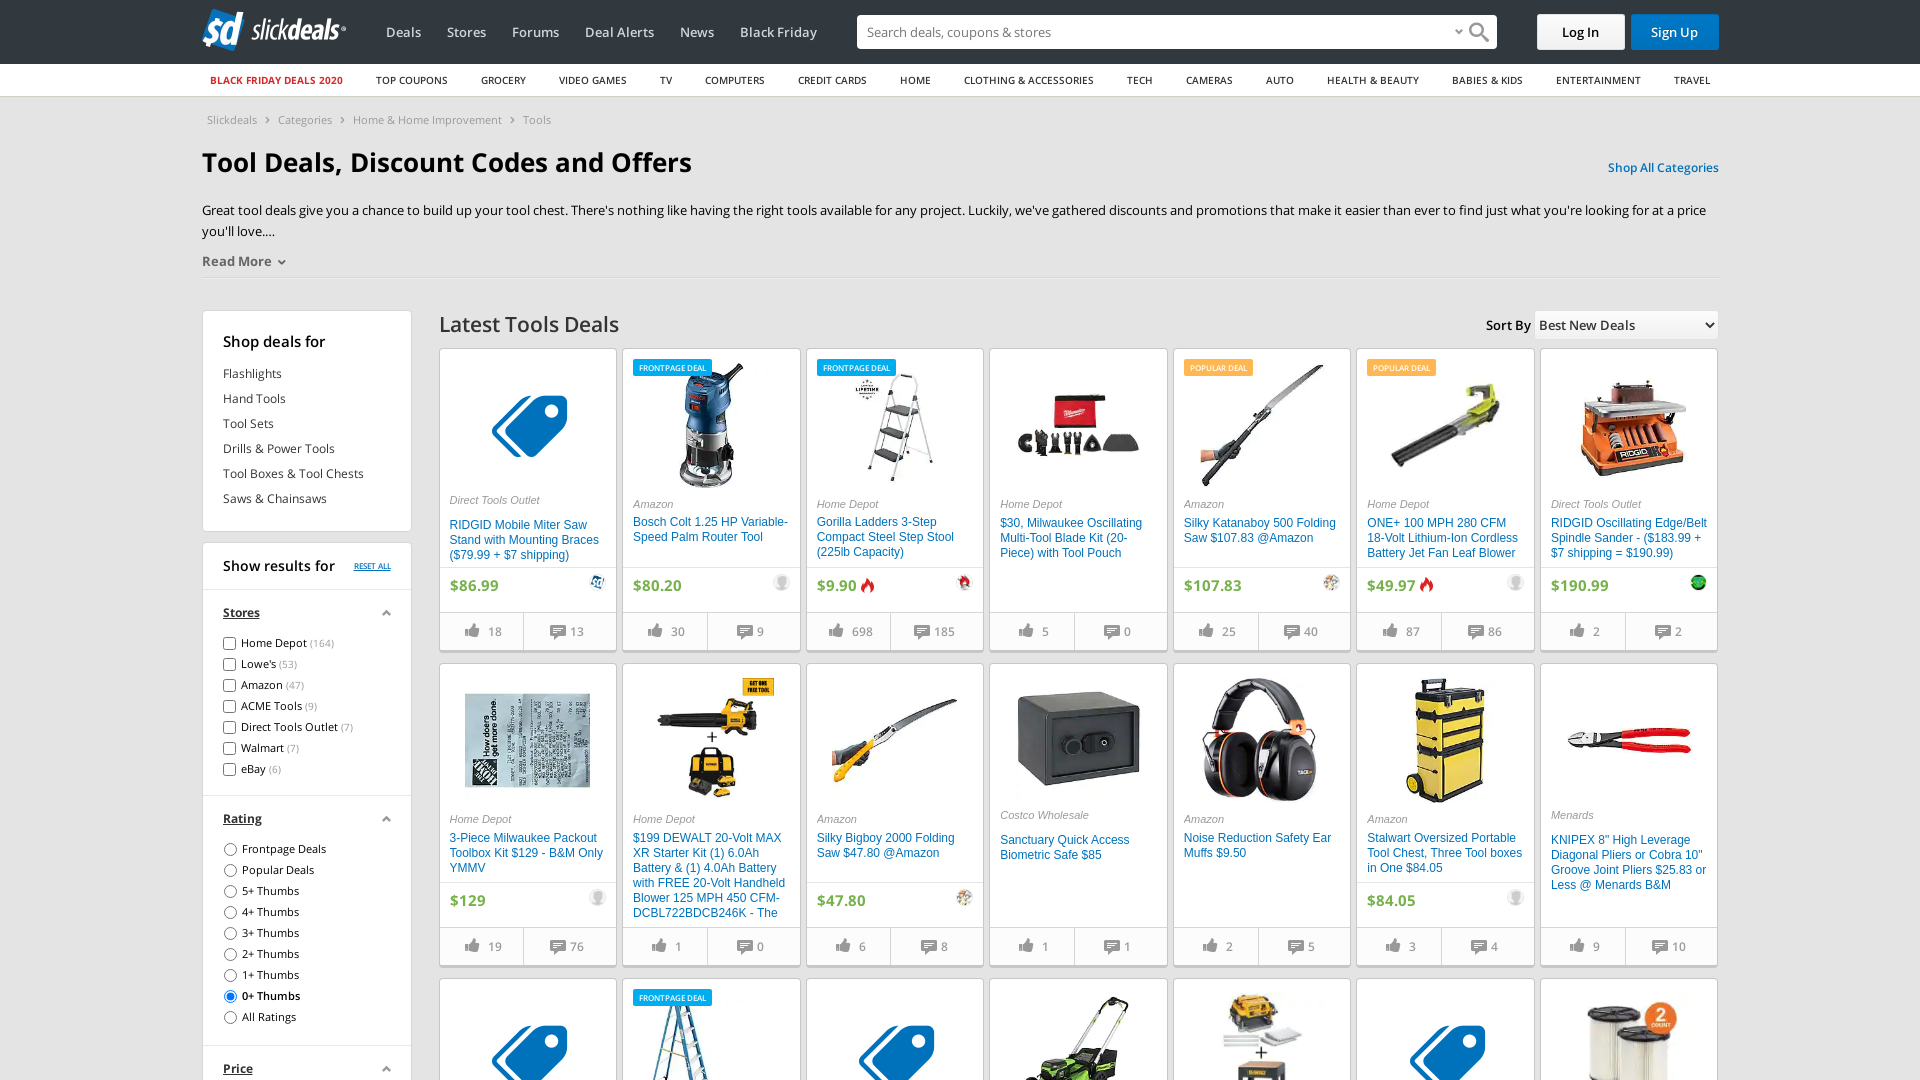 sd slickdeals
Deals
Stores
Forums
Deal Alerts
News
Black Friday
Search deals, coupons & stores
Log In
Sign Up
BLACK FRIDAY DEALS 2020
TOP COUPONS
GROCERY
VIDEO GAMES
TV
COMPUTERS
CREDIT CARDS
HOME
CLOTHING & ACCESSORIES
TECH
CAMERAS
AUTO
HEALTH & BEAUTY
BABIES & KIDS
ENTERTAINMENT
TRAVEL
Slickdeals > Categories > Home & Home Improvement > Tools
Tool Deals, Discount Codes and Offers
Shop All Categories
Great tool deals give you a chance to build up your tool chest. There's nothing like having the right tools available for any project. Luckily, we've gathered discounts and promotions that make it easier than ever to find just what you're looking for at a price
you'll love....
Read More
Shop deals for
Flashlights
Hand Tools
Tool Sets
Drills & Power Tools
Tool Boxes & Tool Chests
Saws & Chainsaws
Show results for
RESET ALL
Stores
Home Depot (164)
Lowe's (53)
Amazon (47)
ACME Tools (9)
Direct Tools Outlet (7)
Walmart (7)
eBay (6)
Rating
Frontpage Deals
Popular Deals
5+ Thumbs
4+ Thumbs
3+ Thumbs
2+ Thumbs
1+ Thumbs
0+ Thumbs
All Ratings
Price
Latest Tools Deals
Sort By
Best New Deals
Direct Tools Outlet
RIDGID Mobile Miter Saw
Stand with Mounting Braces
($79.99 + $7 shipping)
$86.99
18
13
FRONTPAGE DEAL
Amazon
Bosch Colt 1.25 HP Variable-
Speed Palm Router Tool
$80.20
30
9
FRONTPAGE DEAL
LIFETIME
Home Depot
Gorilla Ladders 3-Step
Compact Steel Step Stool
(225lb Capacity)
$9.90
698
185
Milwaukee
Home Depot
$30, Milwaukee Oscillating
Multi-Tool Blade Kit (20-
Piece) with Tool Pouch
5
0
POPULAR DEAL
Amazon
Silky Katanaboy 500 Folding
Saw $107.83 @Amazon
$107.83
25
40
POPULAR DEAL
Home Depot
ONE+ 100 MPH 280 CFM
18-Volt Lithium-Ion Cordless
Battery Jet Fan Leaf Blower
$49.97
87
86
RIDGID
Direct Tools Outlet
RIDGID Oscillating Edge/Belt
Spindle Sander - ($183.99 +
$7 shipping = $190.99)
$190.99
2
2
How doers
get more done.
Home Depot
3-Piece Milwaukee Packout
Toolbox Kit $129 - B&M Only
YMMV
$129
19
76
GET ONE
FREE TOOL
Home Depot
$199 DEWALT 20-Volt MAX
XR Starter Kit (1) 6.0Ah
Battery & (1) 4.0Ah Battery
with FREE 20-Volt Handheld
Blower 125 MPH 450 CFM-
DCBL722BDCB246K - The
1
0
Amazon
Silky Bigboy 2000 Folding
Saw $47.80 @Amazon
$47.80
6
8
Costco Wholesale
Sanctuary Quick Access
Biometric Safe $85
1
1
Amazon
Noise Reduction Safety Ear
Muffs $9.50
2
5
Amazon
Stalwart Oversized Portable
Tool Chest, Three Tool boxes
in One $84.05
$84.05
3
4
Menards
KNIPEX 8" High Leverage
Diagonal Pliers or Cobra 10"
Groove Joint Pliers $25.83 or
Less @ Menards B&M
9
10
FRONTPAGE DEAL
2
COUNT